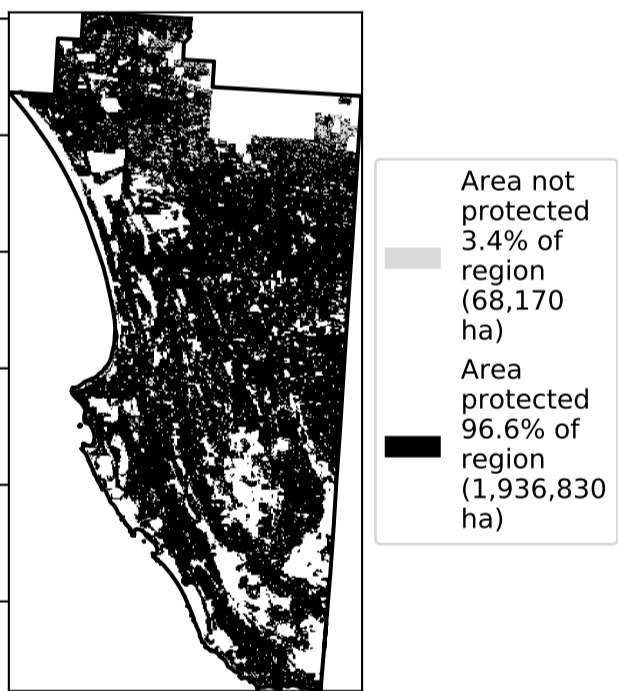 Area not
protected
3.4% of
region
(68,170
ha)
Area
protected
96.6% of
region
(1,936,830
ha)